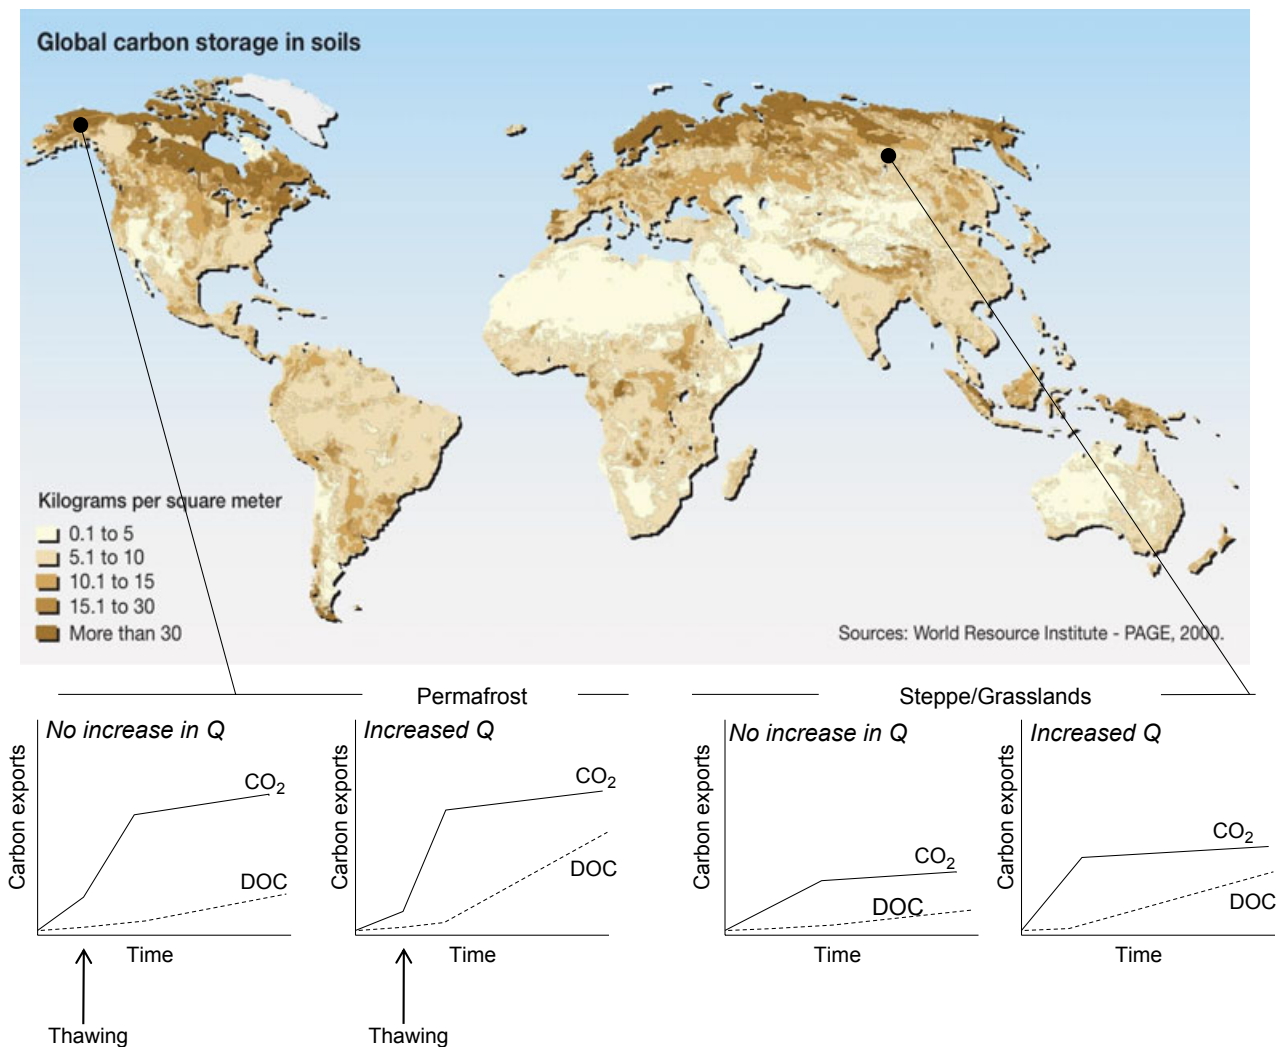 Global carbon storage in soils
Kilograms per square meter
0.1 to 5
5.1 to 10
10.1 to 15
15.1 to 30
More than 30
Sources: World Resource Institute - PAGE, 2000.
Permafrost
Steppe/Grasslands
No increase in Q
Carbon exports
CO2
DOC
Time
Thawing
Increased Q
Carbon exports
CO2
DOC
Time
Thawing
No increase in Q
Carbon exports
CO2
DOC
Time
Increased Q
Carbon exports
CO2
DOC
Time